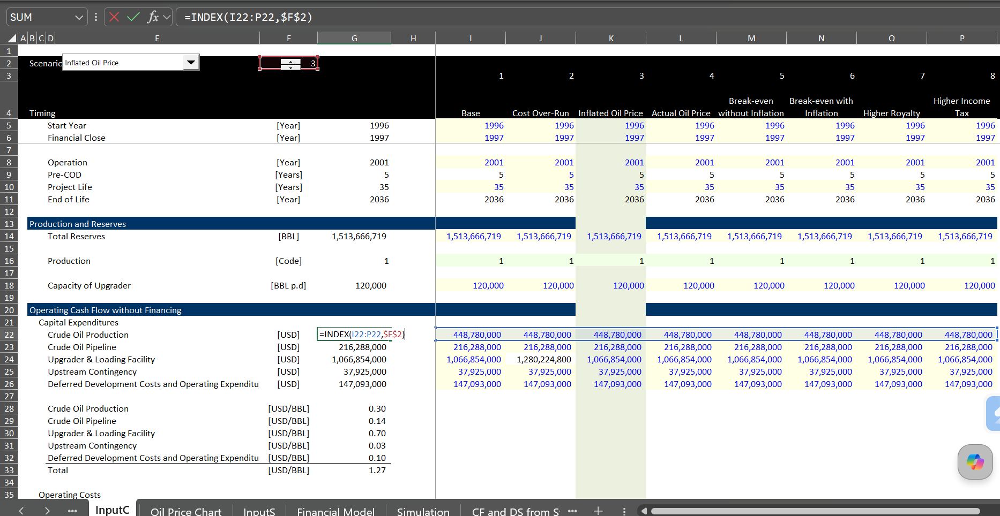 SUM fx =INDEX(I22:P22,$F$2)
A B C D E F G H I J K L M N O P
1
2 Scenario Inflated Oil Price 3
3 1 2 3 4 5 6 7 8
Break-even Break-even with Higher Income
4 Timing Base Cost Over-Run Inflated Oil Price Actual Oil Price without Inflation Inflation Higher Royalty Tax
5 Start Year [Year] 1996 1996 1996 1996 1996 1996 1996 1996 1996
6 Financial Close [Year] 1997 1997 1997 1997 1997 1997 1997 1997 1997
7
8 Operation [Year] 2001 2001 2001 2001 2001 2001 2001 2001 2001
9 Pre-COD [Years] 5 5 5 5 5 5 5 5 5
10 Project Life [Years] 35 35 35 35 35 35 35 35 35
11 End of Life [Year] 2036 2036 2036 2036 2036 2036 2036 2036 2036
12
13 Production and Reserves
14 Total Reserves [BBL] 1,513,666,719 1,513,666,719 1,513,666,719 1,513,666,719 1,513,666,719 1,513,666,719 1,513,666,719 1,513,666,719 1,513,666,719
15
16 Production [Code] 1 1 1 1 1 1 1 1 1
17
18 Capacity of Upgrader [BBL p.d] 120,000 120,000 120,000 120,000 120,000 120,000 120,000 120,000 120,000
19
20 Operating Cash Flow without Financing
21 Capital Expenditures
22 Crude Oil Production [USD] =INDEX(I22:P22,$F$2) 448,780,000 448,780,000 448,780,000 448,780,000 448,780,000 448,780,000 448,780,000 448,780,000
23 Crude Oil Pipeline [USD] 216,288,000 216,288,000 216,288,000 216,288,000 216,288,000 216,288,000 216,288,000 216,288,000 216,288,000
24 Upgrader & Loading Facility [USD] 1,066,854,000 1,066,854,000 1,280,224,800 1,066,854,000 1,066,854,000 1,066,854,000 1,066,854,000 1,066,854,000 1,066,854,000
25 Upstream Contingency [USD] 37,925,000 37,925,000 37,925,000 37,925,000 37,925,000 37,925,000 37,925,000 37,925,000 37,925,000
26 Deferred Development Costs and Operating Expenditu [USD] 147,093,000 147,093,000 147,093,000 147,093,000 147,093,000 147,093,000 147,093,000 147,093,000 147,093,000
27
28 Crude Oil Production [USD/BBL] 0.30
29 Crude Oil Pipeline [USD/BBL] 0.14
30 Upgrader & Loading Facility [USD/BBL] 0.70
31 Upstream Contingency [USD/BBL] 0.03
32 Deferred Development Costs and Operating Expenditu [USD/BBL] 0.10
33 Total [USD/BBL] 1.27
34
35 Operating Costs
InputC Oil Price Chart InputS Financial Model Simulation CF and DS from S